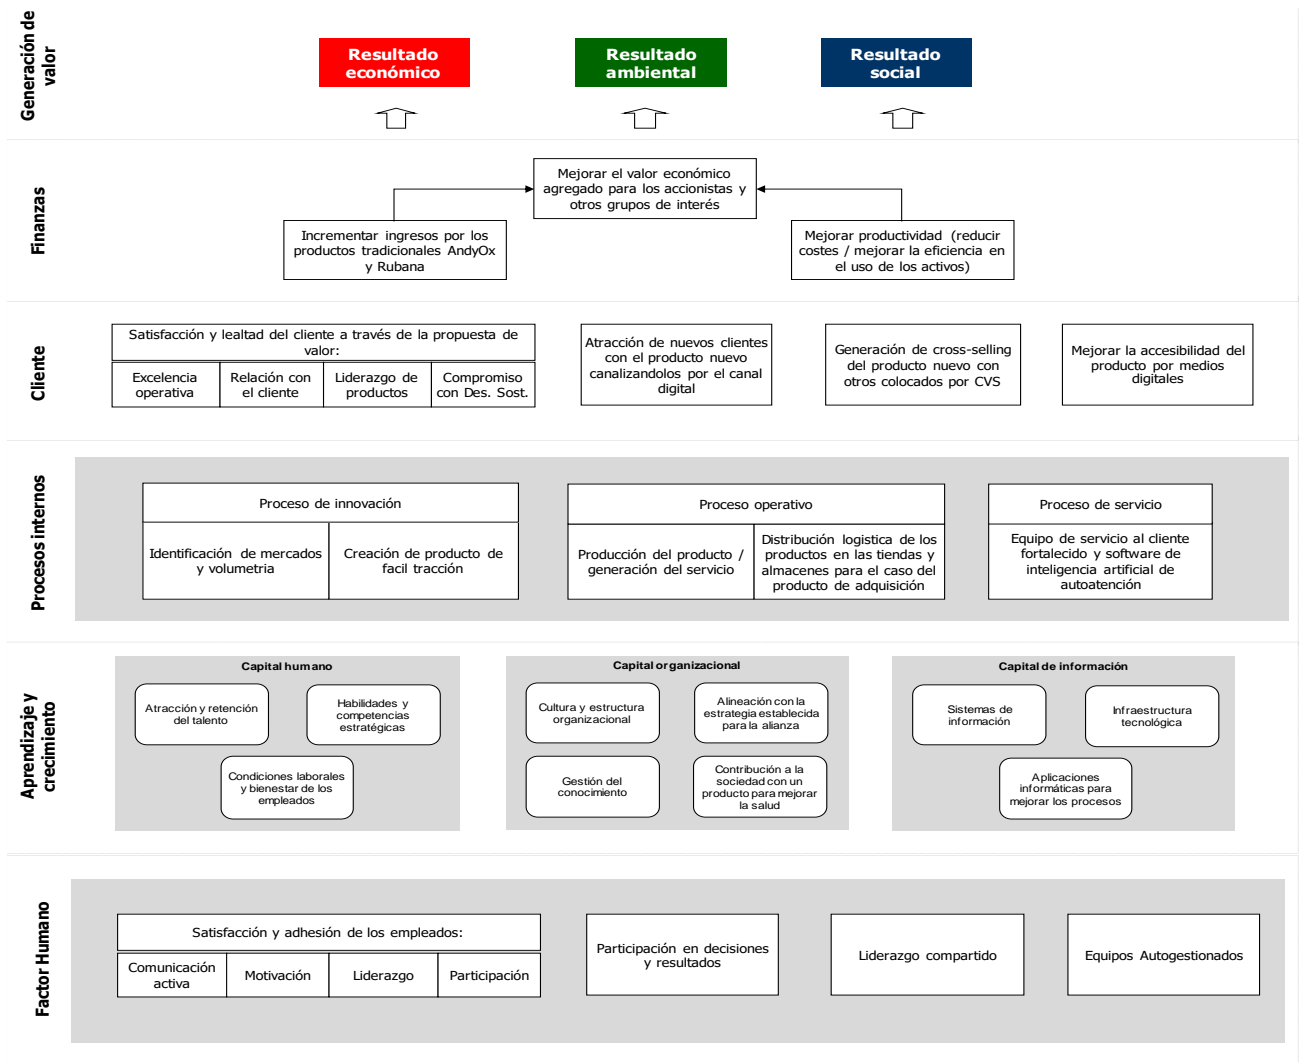 Generación de
valor
Resultado
económico
Resultado
ambiental
Resultado
social
Finanzas
Mejorar el valor económico
agregado para los accionistas y
otros grupos de interés
Incrementar ingresos por los
productos tradicionales AndyOx
y Rubana
Mejorar productividad (reducir
costes / mejorar la eficiencia en
el uso de los activos)
Cliente
Satisfacción y lealtad del cliente a través de la propuesta de
valor:
Excelencia
operativa
Relación con
el cliente
Liderazgo de
productos
Compromiso
con Des. Sost.
Atracción de nuevos clientes
con el producto nuevo
canalizandolos por el canal
digital
Generación de cross-selling
del producto nuevo con
otros colocados por CVS
Mejorar la accesibilidad del
producto por medios
digitales
Procesos internos
Proceso de innovación
Identificación de mercados
y volumetria
Creación de producto de
facil tracción
Proceso operativo
Producción del producto /
generación del servicio
Distribución logistica de los
productos en las tiendas y
almacenes para el caso del
producto de adquisición
Proceso de servicio
Equipo de servicio al cliente
fortalecido y software de
inteligencia artificial de
autoatención
Aprendizaje y
crecimiento
Capital humano
Atracción y retención
del talento
Habilidades y
competencias
estratégicas
Condiciones laborales
y bienestar de los
empleados
Capital organizacional
Cultura y estructura
organizacional
Alineación con la
estrategia establecida
para la alianza
Gestión del
conocimiento
Contribución a la
sociedad con un
producto para mejorar
la salud
Capital de información
Sistemas de
información
Infraestructura
tecnológica
Aplicaciones
informáticas para
mejorar los procesos
Factor Humano
Satisfacción y adhesión de los empleados:
Comunicación
activa
Motivación
Liderazgo
Participación
Participación en decisiones
y resultados
Liderazgo compartido
Equipos Autogestionados